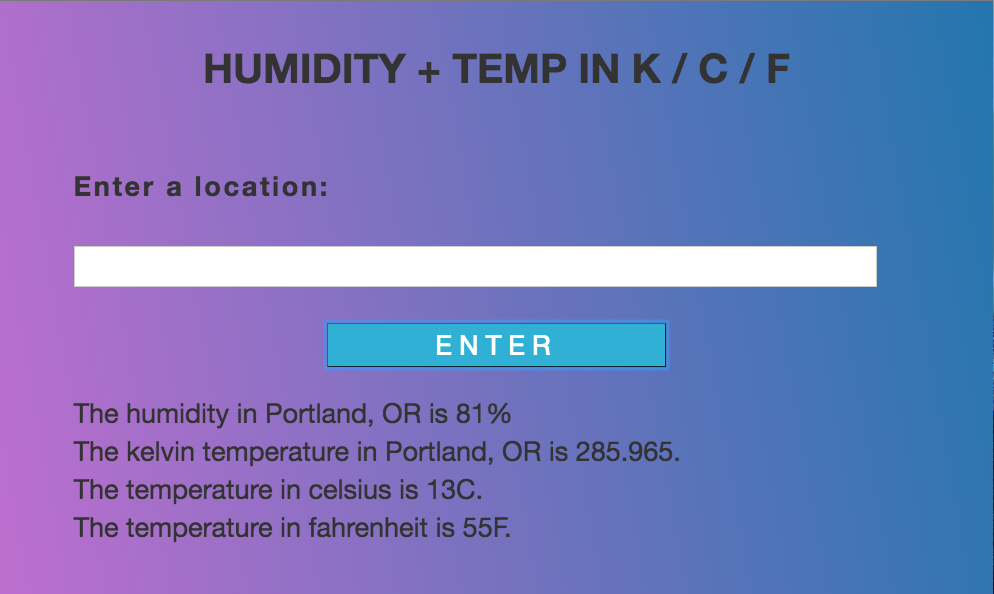 HUMIDITY + TEMP IN K / C / F
Enter a location:
ENTER
The humidity in Portland, OR is 81%
The kelvin temperature in Portland, OR is 285.965.
The temperature in celsius is 13C.
The temperature in fahrenheit is 55F.